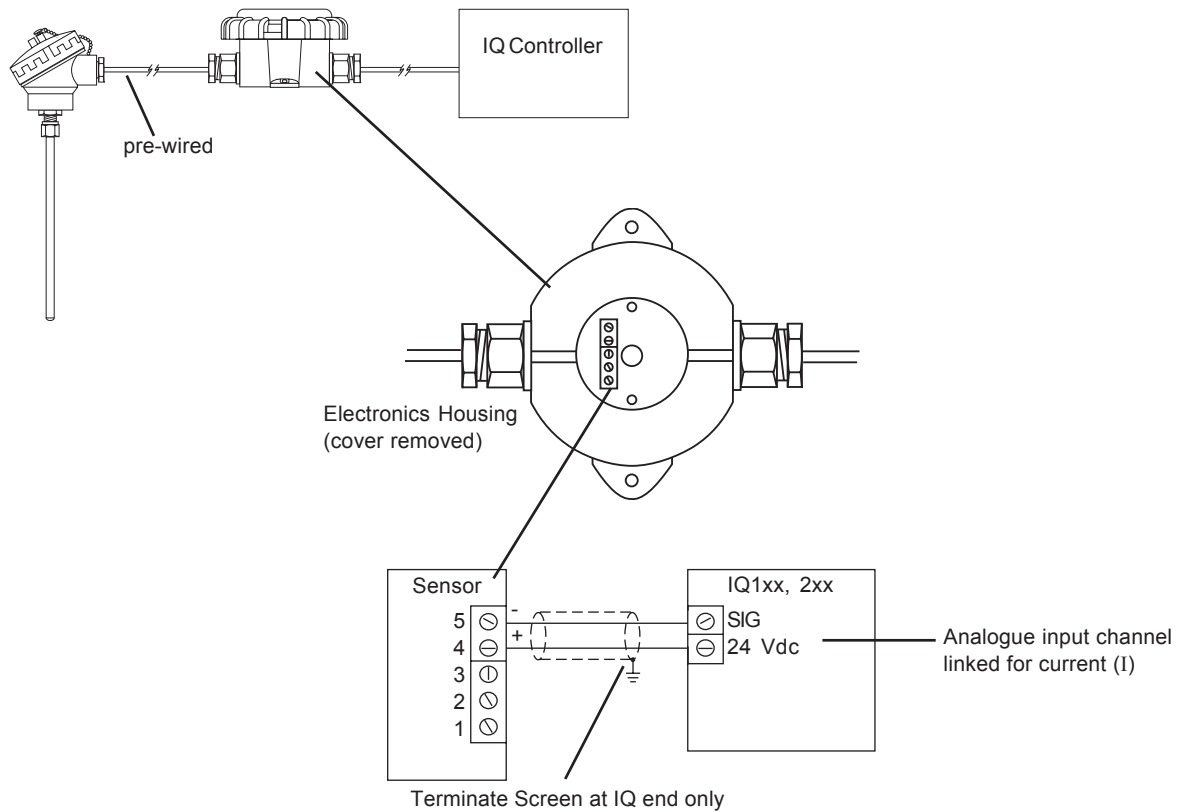 IQ Controller
pre-wired
Electronics Housing
(cover removed)
Sensor
5
4
3
2
1
-
+
IQ1xx, 2xx
SIG
24 Vdc
Analogue input channel
linked for current (I)
Terminate Screen at IQ end only